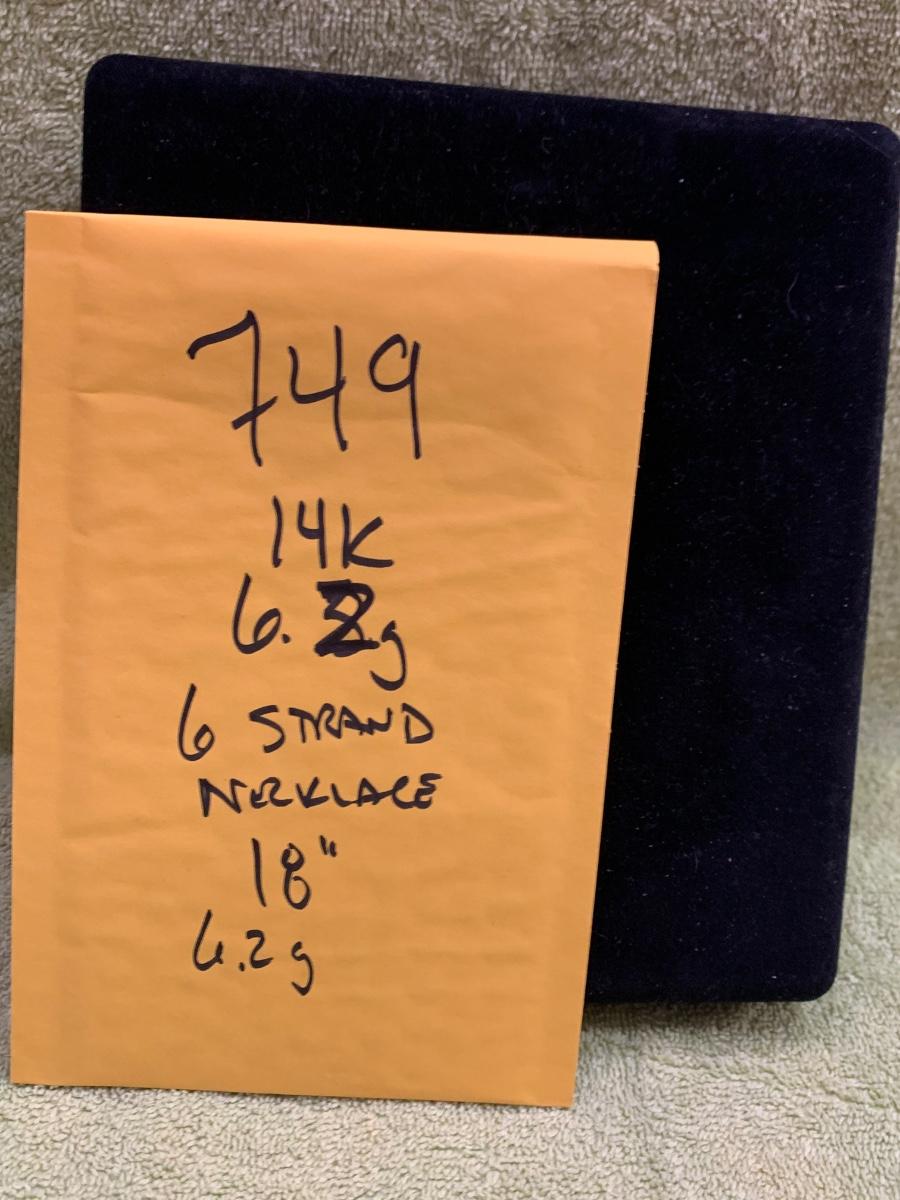 749
14K
6.2g
6 STRAND
NECKLACE
18"
6.2g